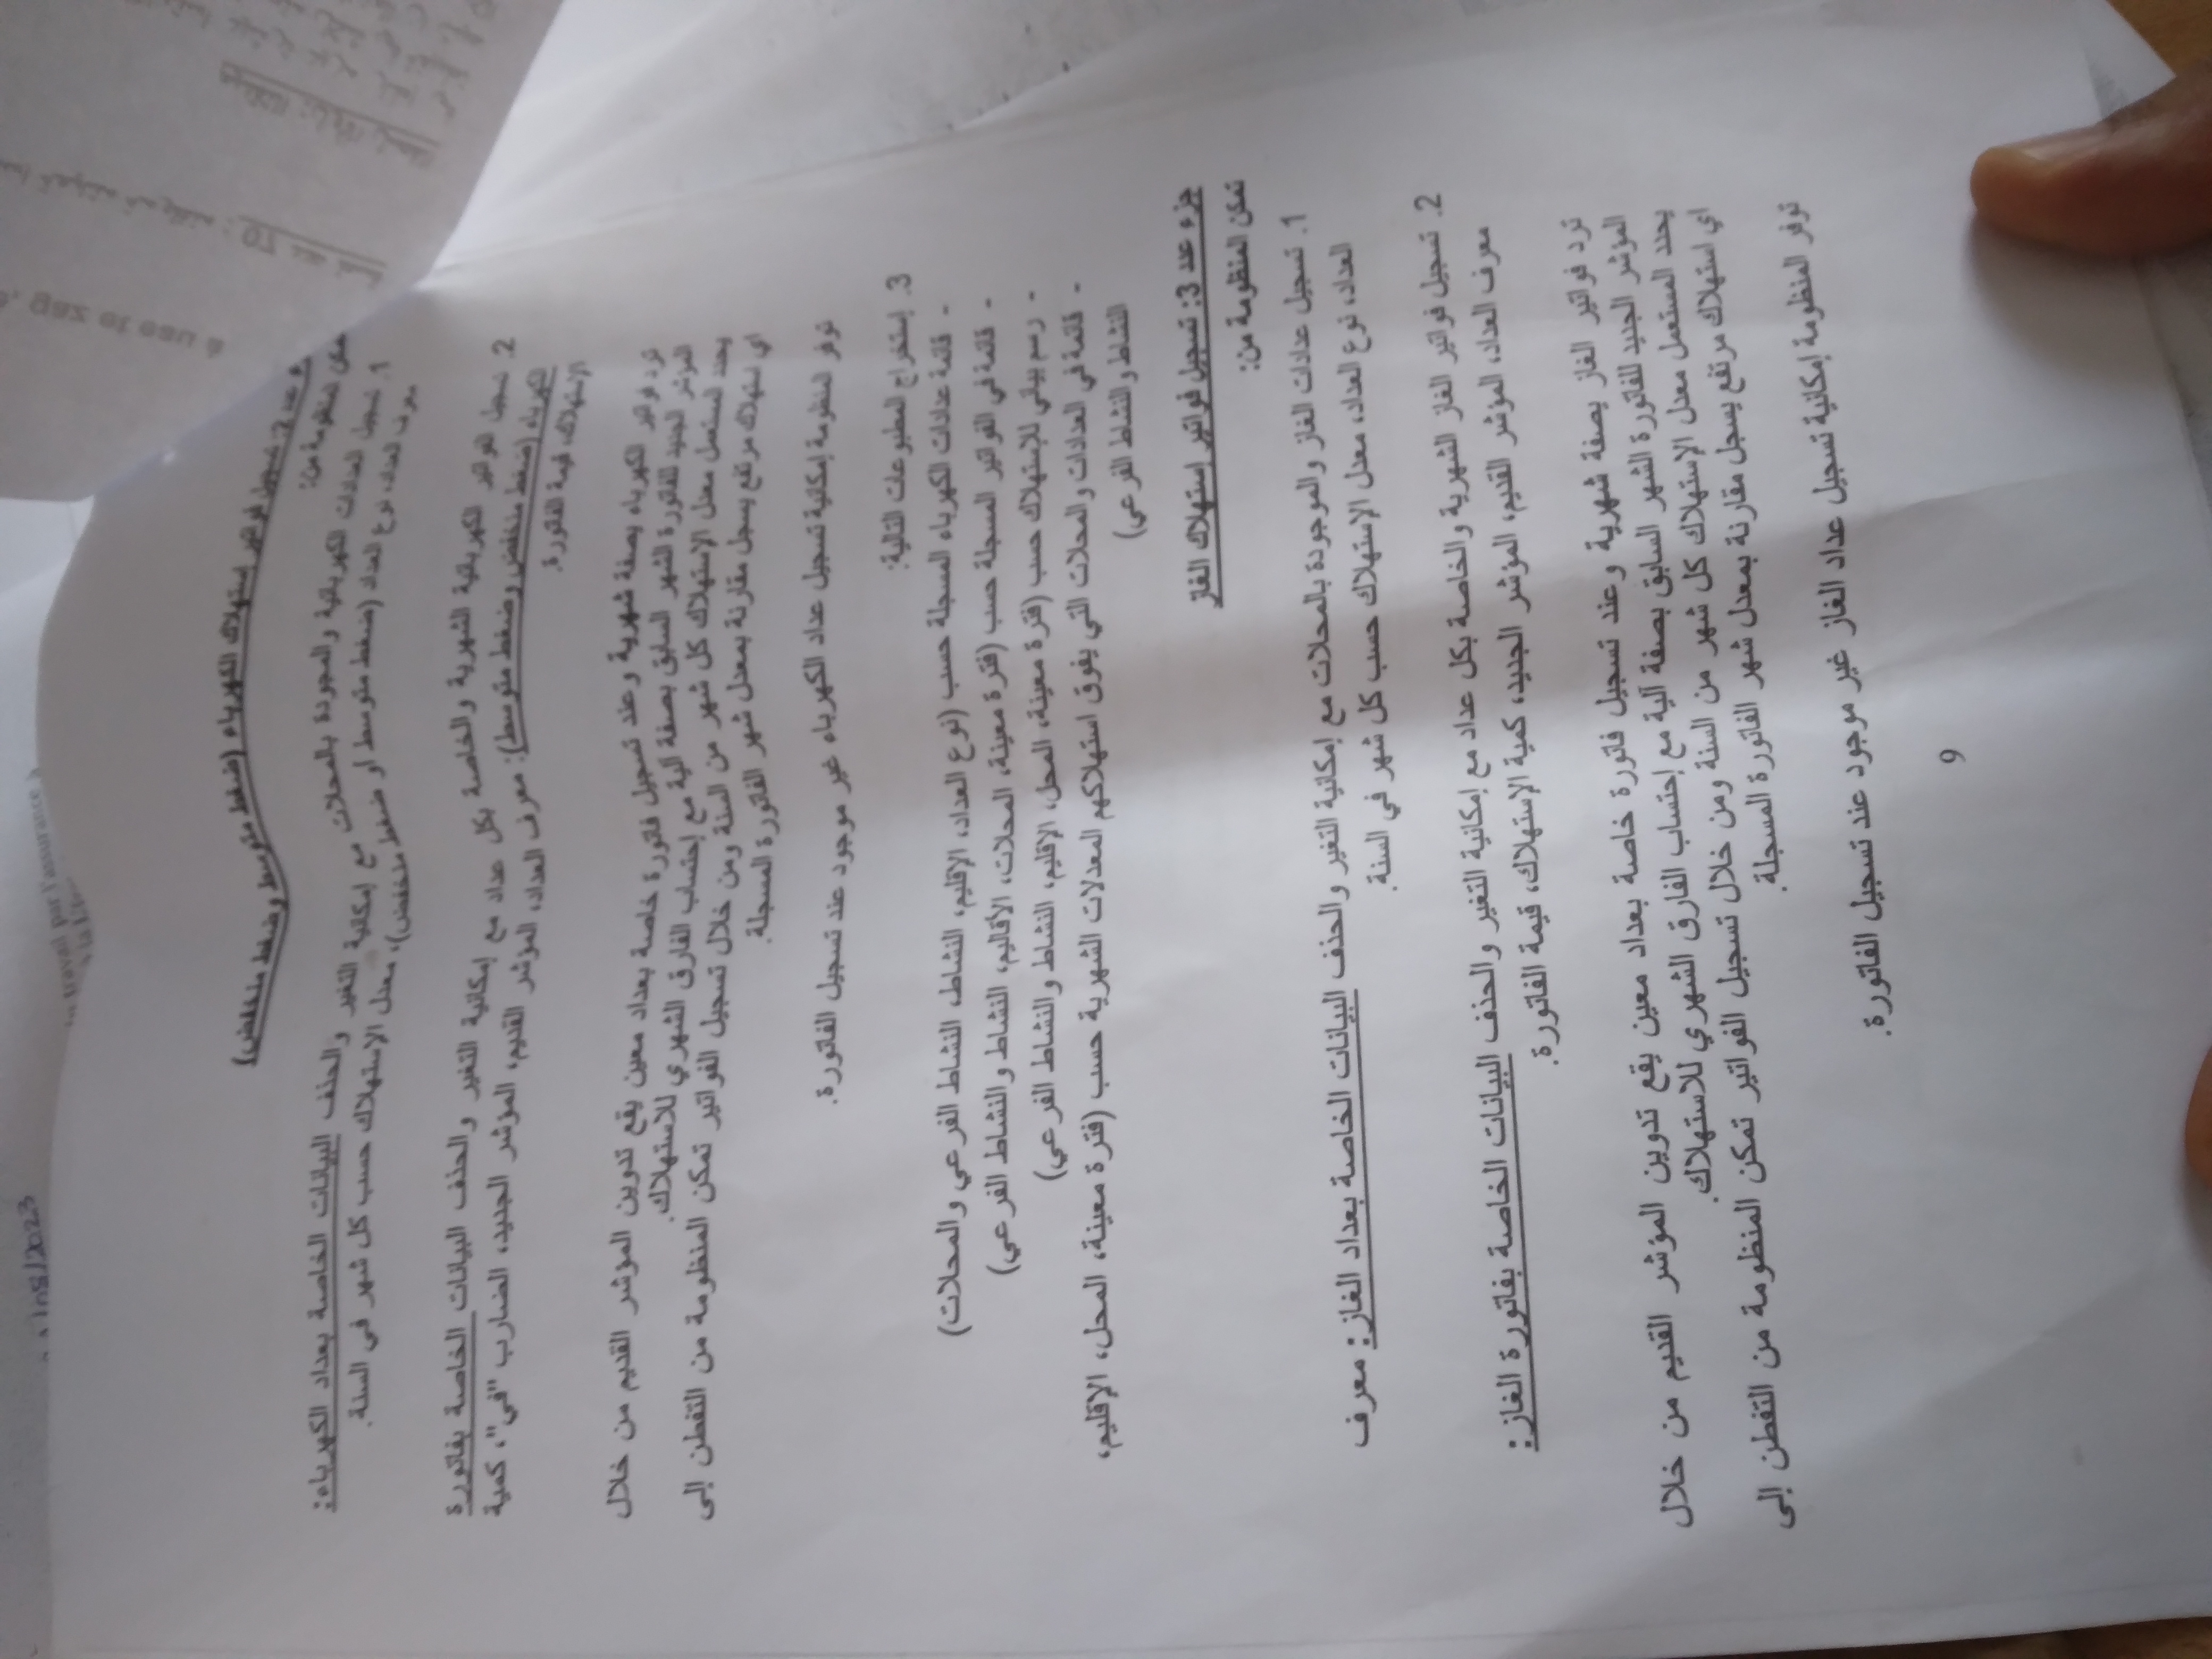 /08/2023
travail par l'assurance à
à la
عدد 2: تسجيل فواتير إستهلاك الكهرباء (ضغط متوسط وضغط منخفض)
تمكن المنظومة من:
1. تسجيل العدادات الكهربائية والمجودة بالمحلات مع إمكانية التغير والحذف البيانات الخاصة بعداد الكهرباء:
معرف العداد، نوع العداد (ضغط متوسط أو ضغط منخفض)، معدل الإستهلاك حسب كل شهر في السنة.
2. تسجيل الفواتير الكهربائية الشهرية والخاصة بكل عداد مع إمكانية التغير والحذف البيانات الخاصة بفاتورة
الكهرباء (ضغط منخفض وضغط متوسط): معرف العداد، المؤشر القديم، المؤشر الجديد، الضارب "في"، كمية
الإستهلاك، قيمة الفاتورة.
ترد فواتير الكهرباء بصفة شهرية وعند تسجيل فاتورة خاصة بعداد معين يقع تدوين المؤشر القديم من خلال
المؤشر الجديد للفاتورة الشهر السابق بصفة آلية مع إحتساب الفارق الشهري للاستهلاك.
يحدد المستعمل معدل الإستهلاك كل شهر من السنة ومن خلال تسجيل الفواتير تمكن المنظومة من التفطن إلى
اي استهلاك مرتفع يسجل مقارنة بمعدل شهر الفاتورة المسجلة.
توفر المنظومة إمكانية تسجيل عداد الكهرباء غير موجود عند تسجيل الفاتورة.
3. إستخراج المطبوعات التالية:
- قائمة عدادات الكهرباء المسجلة حسب (نوع العداد، الإقليم، النشاط، النشاط الفرعي والمحلات)
- قائمة في الفواتير المسجلة حسب (فترة معينة، المحلات، الأقاليم، النشاط والنشاط الفرعي)
- رسم بياني للإستهلاك حسب (فترة معينة، المحل، الإقليم، النشاط والنشاط الفرعي)
- قائمة في العدادات والمحلات التي يفوق استهلاكهم المعدلات الشهرية حسب (فترة معينة، المحل، الإقليم،
النشاط والنشاط الفرعي)
جزء عدد 3: تسجيل فواتير إستهلاك الغاز
تمكن المنظومة من:
1. تسجيل عدادات الغاز والموجودة بالمحلات مع إمكانية التغير والحذف البيانات الخاصة بعداد الغاز: معرف
العداد، نوع العداد، معدل الإستهلاك حسب كل شهر في السنة.
2. تسجيل فواتير الغاز الشهرية والخاصة بكل عداد مع إمكانية التغير والحذف البيانات الخاصة بفاتورة الغاز:
معرف العداد، المؤشر القديم، المؤشر الجديد، كمية الإستهلاك، قيمة الفاتورة.
ترد فواتير الغاز بصفة شهرية وعند تسجيل فاتورة خاصة بعداد معين يقع تدوين المؤشر القديم من خلال
المؤشر الجديد للفاتورة الشهر السابق بصفة آلية مع إحتساب الفارق الشهري للاستهلاك.
يحدد المستعمل معدل الإستهلاك كل شهر من السنة ومن خلال تسجيل الفواتير تمكن المنظومة من التفطن إلى
اي استهلاك مرتفع يسجل مقارنة بمعدل شهر الفاتورة المسجلة.
توفر المنظومة إمكانية تسجيل عداد الغاز غير موجود عند تسجيل الفاتورة.
9